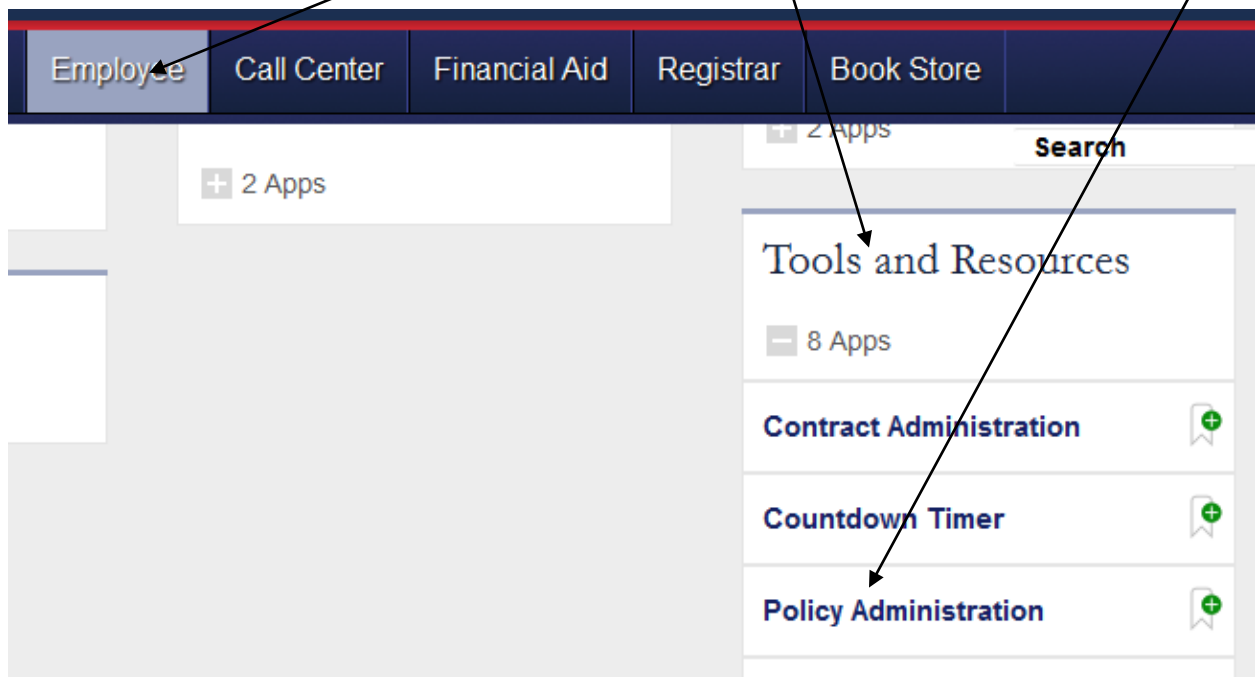 Employee Call Center Financial Aid Registrar Book Store
2 Apps
Search
2 Apps
Tools and Resources
8 Apps
Contract Administration
Countdown Timer
Policy Administration